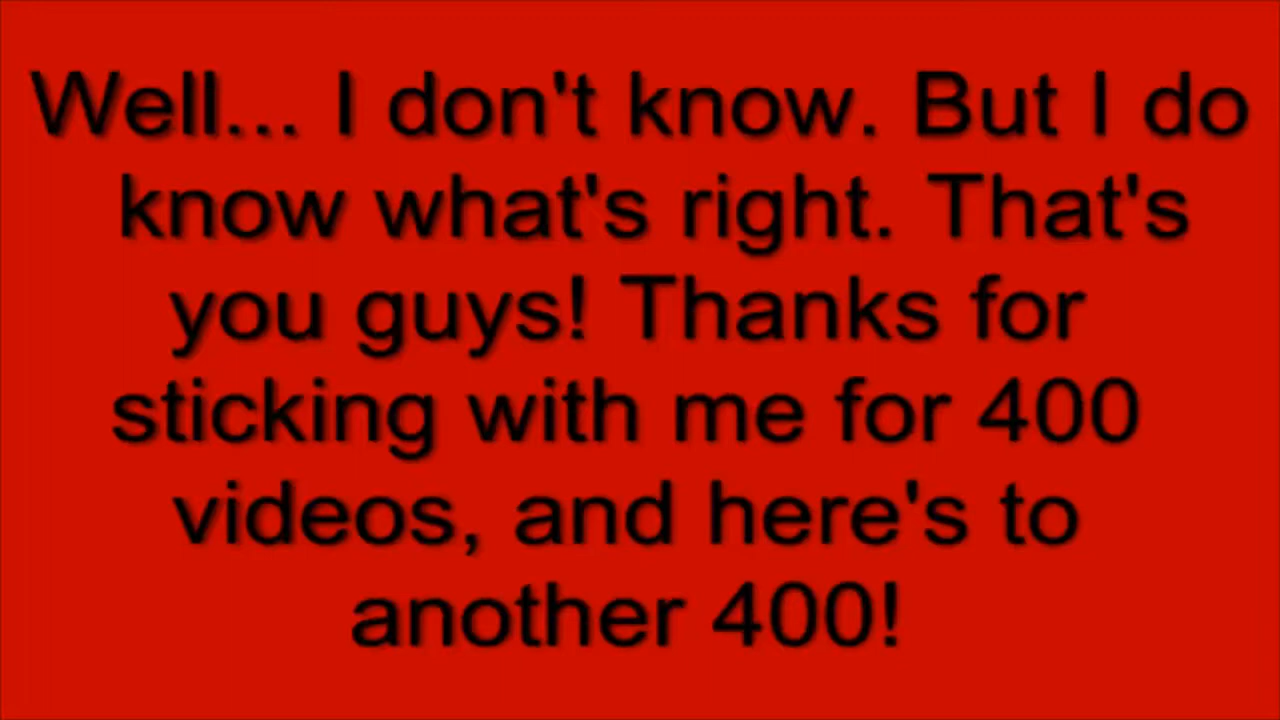 Well... I don't know. But I do
know what's right. That's
you guys! Thanks for
sticking with me for 400
videos, and here's to
another 400!